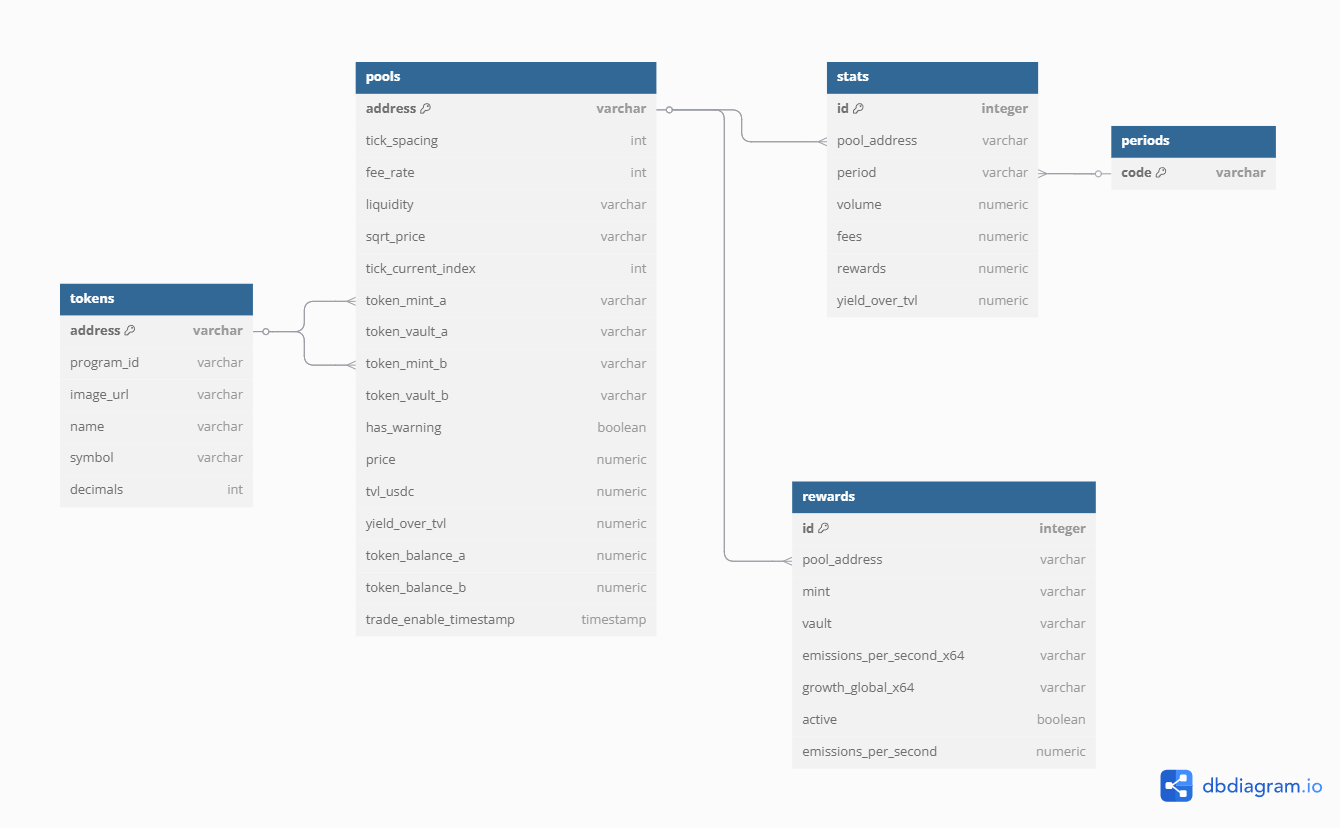 pools
address varchar
tick_spacing int
fee_rate int
liquidity varchar
sqrt_price varchar
tick_current_index int
token_mint_a varchar
token_vault_a varchar
token_mint_b varchar
token_vault_b varchar
has_warning boolean
price numeric
tvl_usdc numeric
yield_over_tvl numeric
token_balance_a numeric
token_balance_b numeric
trade_enable_timestamp timestamp
stats
id integer
pool_address varchar
period varchar
volume numeric
fees numeric
rewards numeric
yield_over_tvl numeric
periods
code varchar
tokens
address varchar
program_id varchar
image_url varchar
name varchar
symbol varchar
decimals int
rewards
id integer
pool_address varchar
mint varchar
vault varchar
emissions_per_second_x64 varchar
growth_global_x64 varchar
active boolean
emissions_per_second numeric
dbdiagram.io